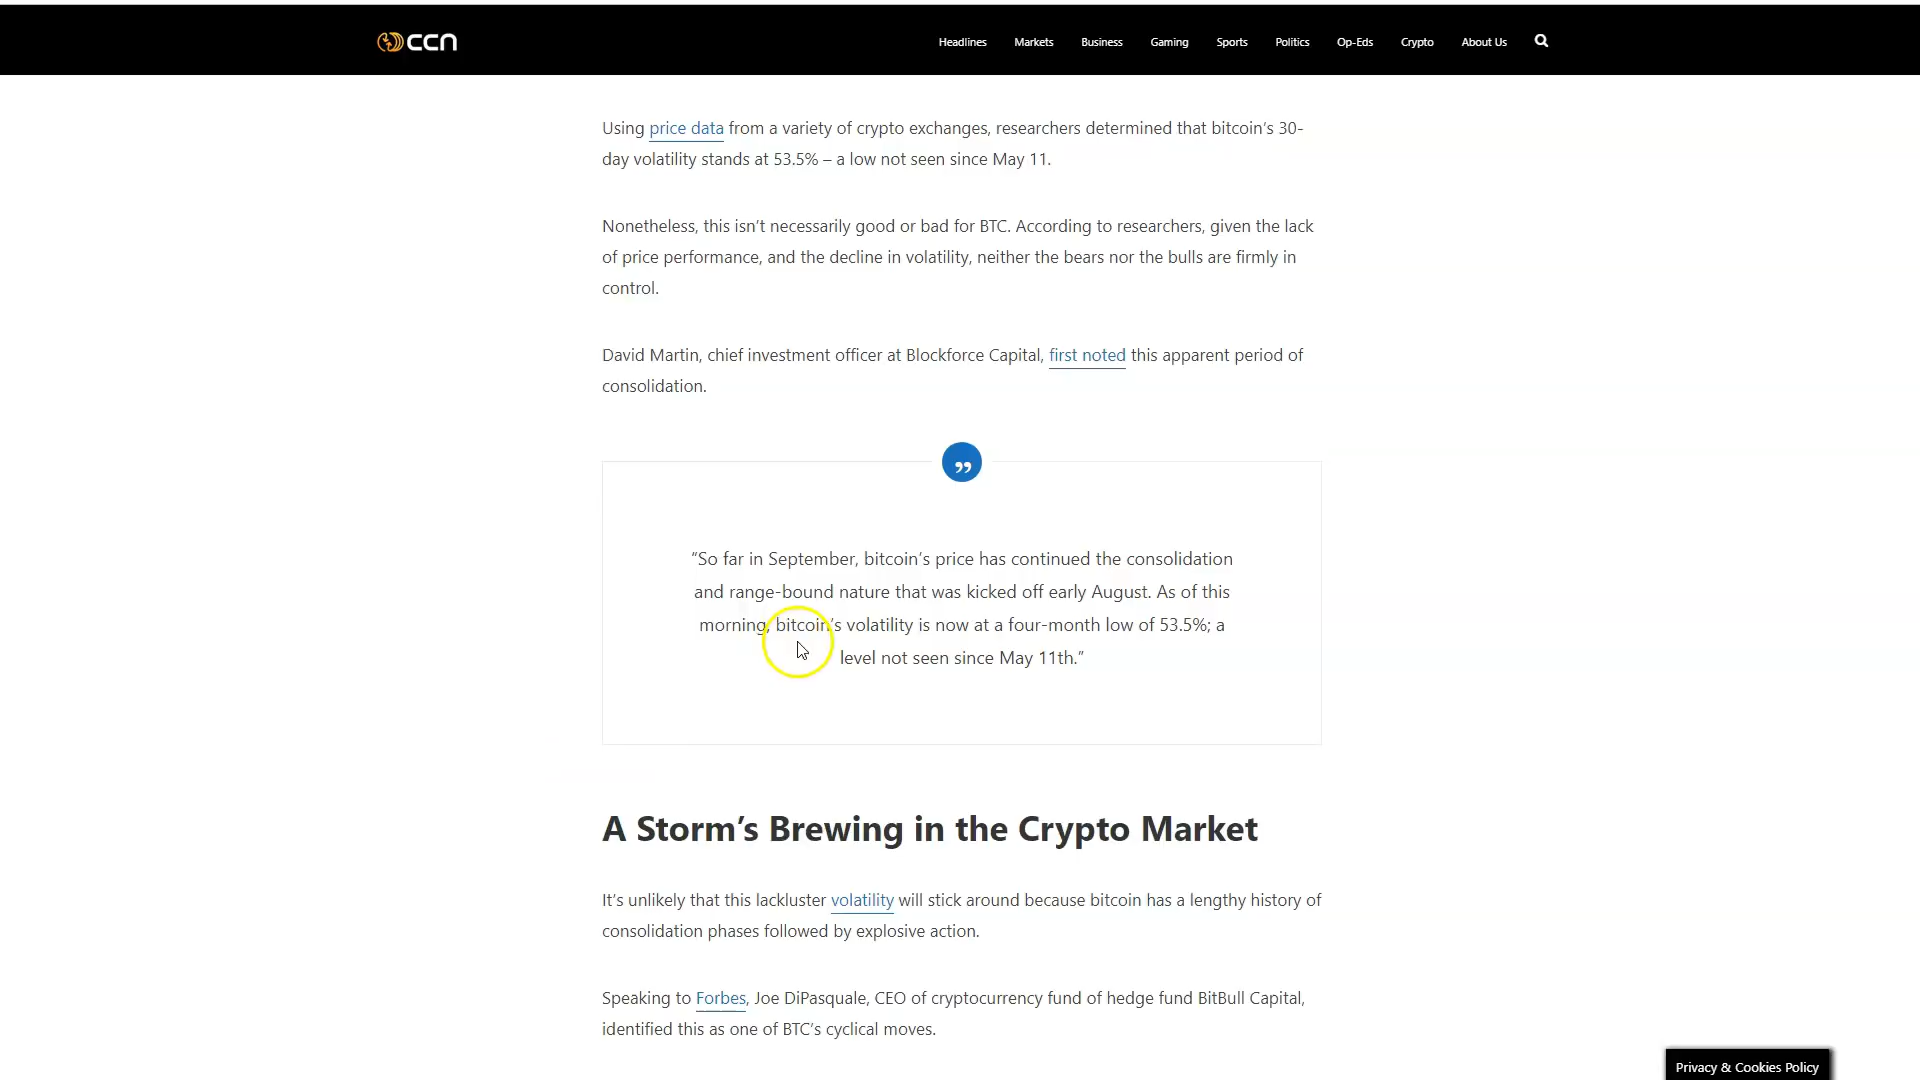 CCN
Headlines Markets Business Gaming Sports Politics Op-Eds Crypto About Us
Using price data from a variety of crypto exchanges, researchers determined that bitcoin’s 30-
day volatility stands at 53.5% – a low not seen since May 11.
Nonetheless, this isn’t necessarily good or bad for BTC. According to researchers, given the lack
of price performance, and the decline in volatility, neither the bears nor the bulls are firmly in
control.
David Martin, chief investment officer at Blockforce Capital, first noted this apparent period of
consolidation.
”
“So far in September, bitcoin’s price has continued the consolidation
and range-bound nature that was kicked off early August. As of this
morning, bitcoin’s volatility is now at a four-month low of 53.5%; a
level not seen since May 11th.”
A Storm’s Brewing in the Crypto Market
It’s unlikely that this lackluster volatility will stick around because bitcoin has a lengthy history of
consolidation phases followed by explosive action.
Speaking to Forbes, Joe DiPasquale, CEO of cryptocurrency fund of hedge fund BitBull Capital,
identified this as one of BTC’s cyclical moves.
Privacy & Cookies Policy